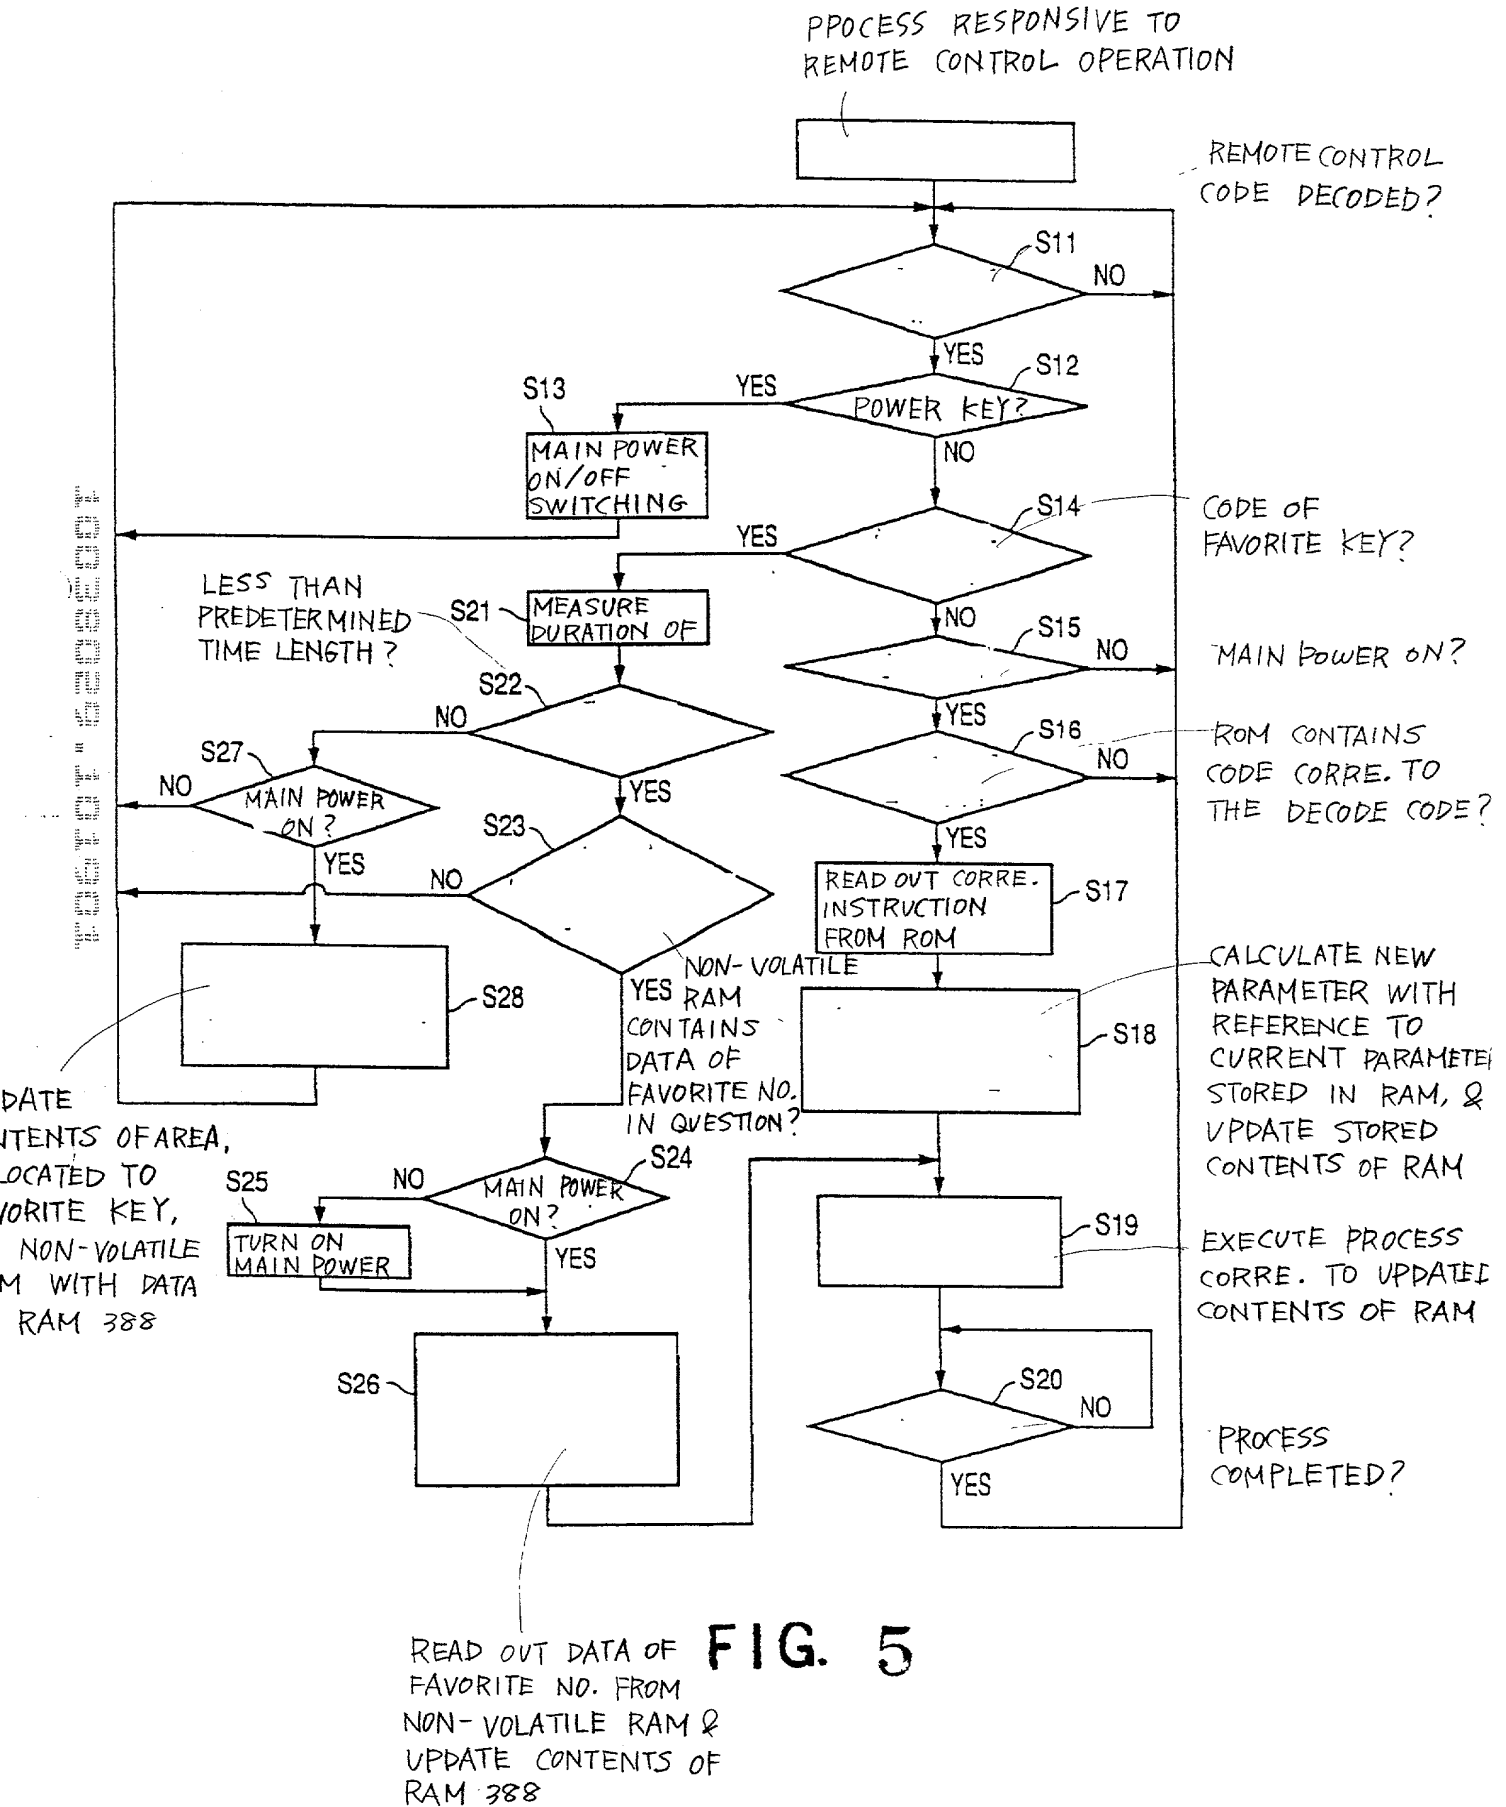 PPOCESS RESPONSIVE TO
REMOTE CONTROL OPERATION
REMOTE CONTROL
CODE DECODED?
S11
NO
YES
S12
POWER KEY?
YES
NO
S13
MAIN POWER
ON/OFF
SWITCHING
S14
CODE OF
FAVORITE KEY?
YES
NO
S15
NO
MAIN POWER ON?
YES
S16
NO
ROM CONTAINS
CODE CORRE. TO
THE DECODE CODE?
YES
S17
READ OUT CORRE.
INSTRUCTION
FROM ROM
S18
CALCULATE NEW
PARAMETER WITH
REFERENCE TO
CURRENT PARAMETE
STORED IN RAM, &
UPDATE STORED
CONTENTS OF RAM
S19
EXECUTE PROCESS
CORRE. TO UPDATED
CONTENTS OF RAM
S20
NO
PROCESS
COMPLETED?
YES
S21
MEASURE
DURATION OF
LESS THAN
PREDETERMINED
TIME LENGTH?
S22
NO
YES
S27
NO
MAIN POWER
ON?
YES
S23
NO
YES
NON-VOLATILE
RAM
CONTAINS
DATA OF
FAVORITE NO.
IN QUESTION?
S28
DATE
NTENTS OF AREA,
LOCATED TO
VORITE KEY,
NON-VOLATILE
M WITH DATA
RAM 388
S24
MAIN POWER
ON?
NO
YES
S25
TURN ON
MAIN POWER
S26
READ OUT DATA OF
FAVORITE NO. FROM
NON-VOLATILE RAM &
UPDATE CONTENTS OF
RAM 388
FIG. 5